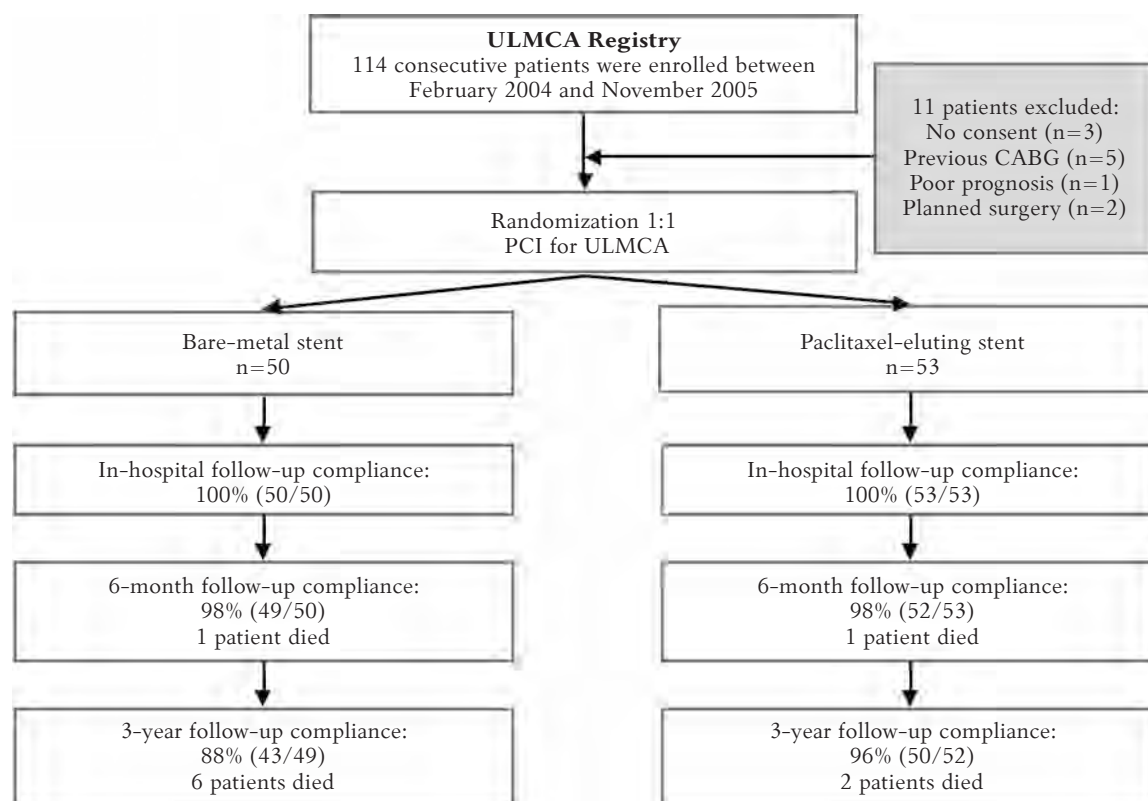 ULMCA Registry
114 consecutive patients were enrolled between
February 2004 and November 2005
11 patients excluded:
No consent (n=3)
Previous CABG (n=5)
Poor prognosis (n=1)
Planned surgery (n=2)
Randomization 1:1
PCI for ULMCA
Bare-metal stent
n=50
Paclitaxel-eluting stent
n=53
In-hospital follow-up compliance:
100% (50/50)
In-hospital follow-up compliance:
100% (53/53)
6-month follow-up compliance:
98% (49/50)
1 patient died
6-month follow-up compliance:
98% (52/53)
1 patient died
3-year follow-up compliance:
88% (43/49)
6 patients died
3-year follow-up compliance:
96% (50/52)
2 patients died